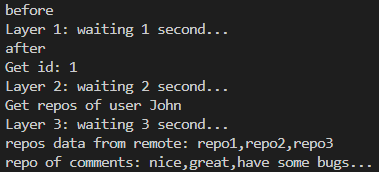 before
Layer 1: waiting 1 second...
after
Get id: 1
Layer 2: waiting 2 second...
Get repos of user John
Layer 3: waiting 3 second...
repos data from remote: repo1,repo2,repo3
repo of comments: nice,great,have some bugs...